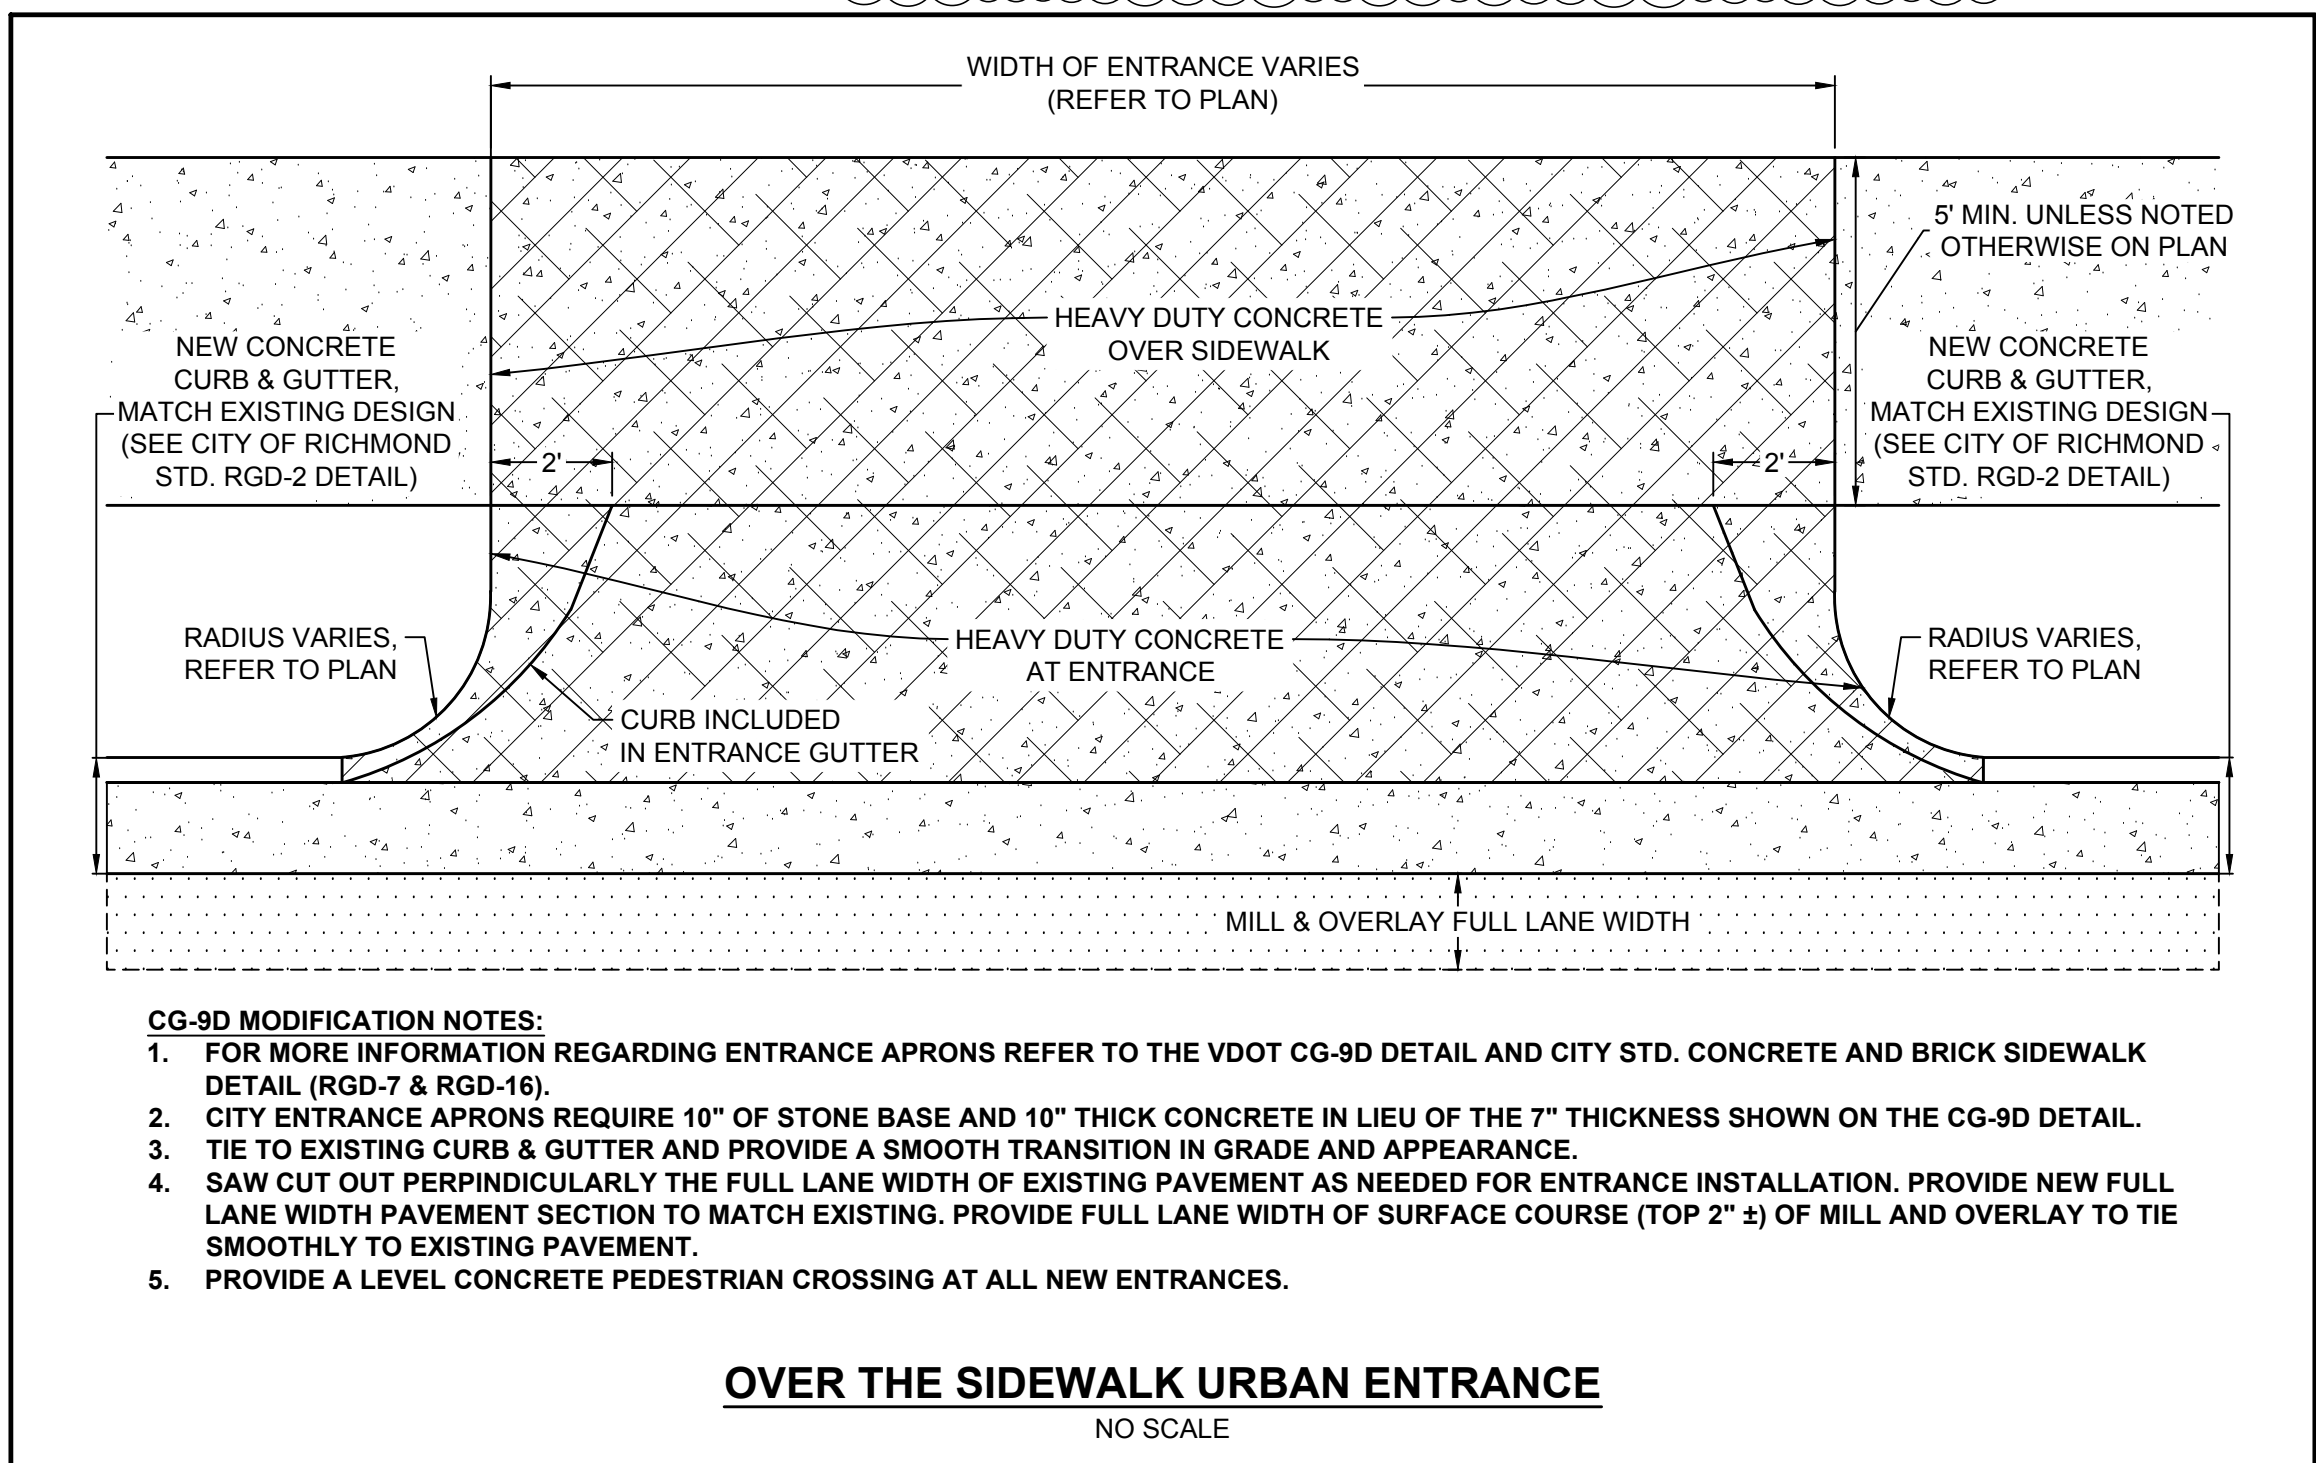 WIDTH OF ENTRANCE VARIES
(REFER TO PLAN)
5' MIN. UNLESS NOTED
OTHERWISE ON PLAN
HEAVY DUTY CONCRETE
OVER SIDEWALK
NEW CONCRETE
CURB & GUTTER,
MATCH EXISTING DESIGN
(SEE CITY OF RICHMOND
STD. RGD-2 DETAIL)
NEW CONCRETE
CURB & GUTTER,
MATCH EXISTING DESIGN
(SEE CITY OF RICHMOND
STD. RGD-2 DETAIL)
2'
2'
RADIUS VARIES,
REFER TO PLAN
HEAVY DUTY CONCRETE
AT ENTRANCE
RADIUS VARIES,
REFER TO PLAN
CURB INCLUDED
IN ENTRANCE GUTTER
MILL & OVERLAY FULL LANE WIDTH
CG-9D MODIFICATION NOTES:
1. FOR MORE INFORMATION REGARDING ENTRANCE APRONS REFER TO THE VDOT CG-9D DETAIL AND CITY STD. CONCRETE AND BRICK SIDEWALK
DETAIL (RGD-7 & RGD-16).
2. CITY ENTRANCE APRONS REQUIRE 10" OF STONE BASE AND 10" THICK CONCRETE IN LIEU OF THE 7" THICKNESS SHOWN ON THE CG-9D DETAIL.
3. TIE TO EXISTING CURB & GUTTER AND PROVIDE A SMOOTH TRANSITION IN GRADE AND APPEARANCE.
4. SAW CUT OUT PERPINDICULARLY THE FULL LANE WIDTH OF EXISTING PAVEMENT AS NEEDED FOR ENTRANCE INSTALLATION. PROVIDE NEW FULL
LANE WIDTH PAVEMENT SECTION TO MATCH EXISTING. PROVIDE FULL LANE WIDTH OF SURFACE COURSE (TOP 2" ±) OF MILL AND OVERLAY TO TIE
SMOOTHLY TO EXISTING PAVEMENT.
5. PROVIDE A LEVEL CONCRETE PEDESTRIAN CROSSING AT ALL NEW ENTRANCES.
OVER THE SIDEWALK URBAN ENTRANCE
NO SCALE